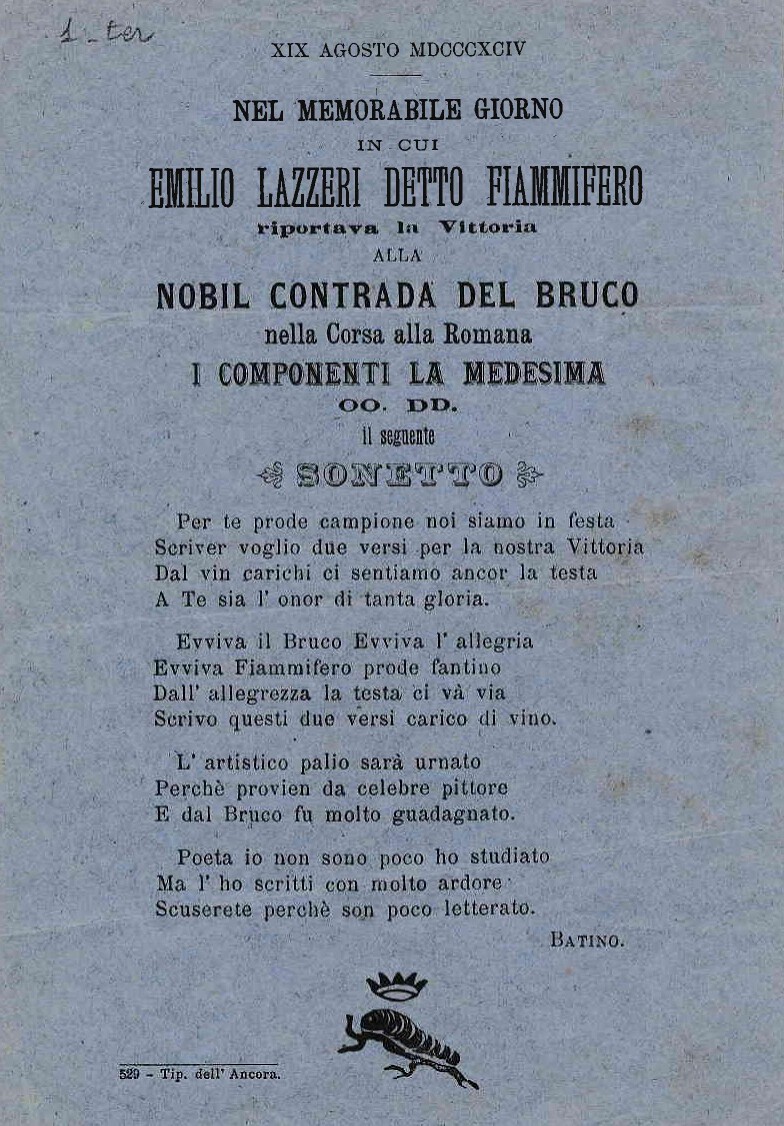 1_ter
XIX AGOSTO MDCCCXCIV
NEL MEMORABILE GIORNO
IN CUI
EMILIO LAZZERI DETTO FIAMMIFERO
riportava la Vittoria
ALLA
NOBIL CONTRADA DEL BRUCO
nella Corsa alla Romana
I COMPONENTI LA MEDESIMA
OO. DD.
il seguente
SONETTO
Per te prode campione noi siamo in festa
Scriver voglio due versi per la nostra Vittoria
Dal vin carichi ci sentiamo ancor la testa
A Te sia l' onor di tanta gloria.
Evviva il Bruco Evviva l' allegria
Evviva Fiammifero prode fantino
Dall' allegrezza la testa ci và via
Scrivo questi due versi carico di vino.
L' artistico palio sarà urnato
Perchè provien da celebre pittore
E dal Bruco fu molto guadagnato.
Poeta io non sono poco ho studiato
Ma l' ho scritti con molto ardore
Scuserete perchè son poco letterato.
BATINO.
529 - Tip. dell' Ancora.